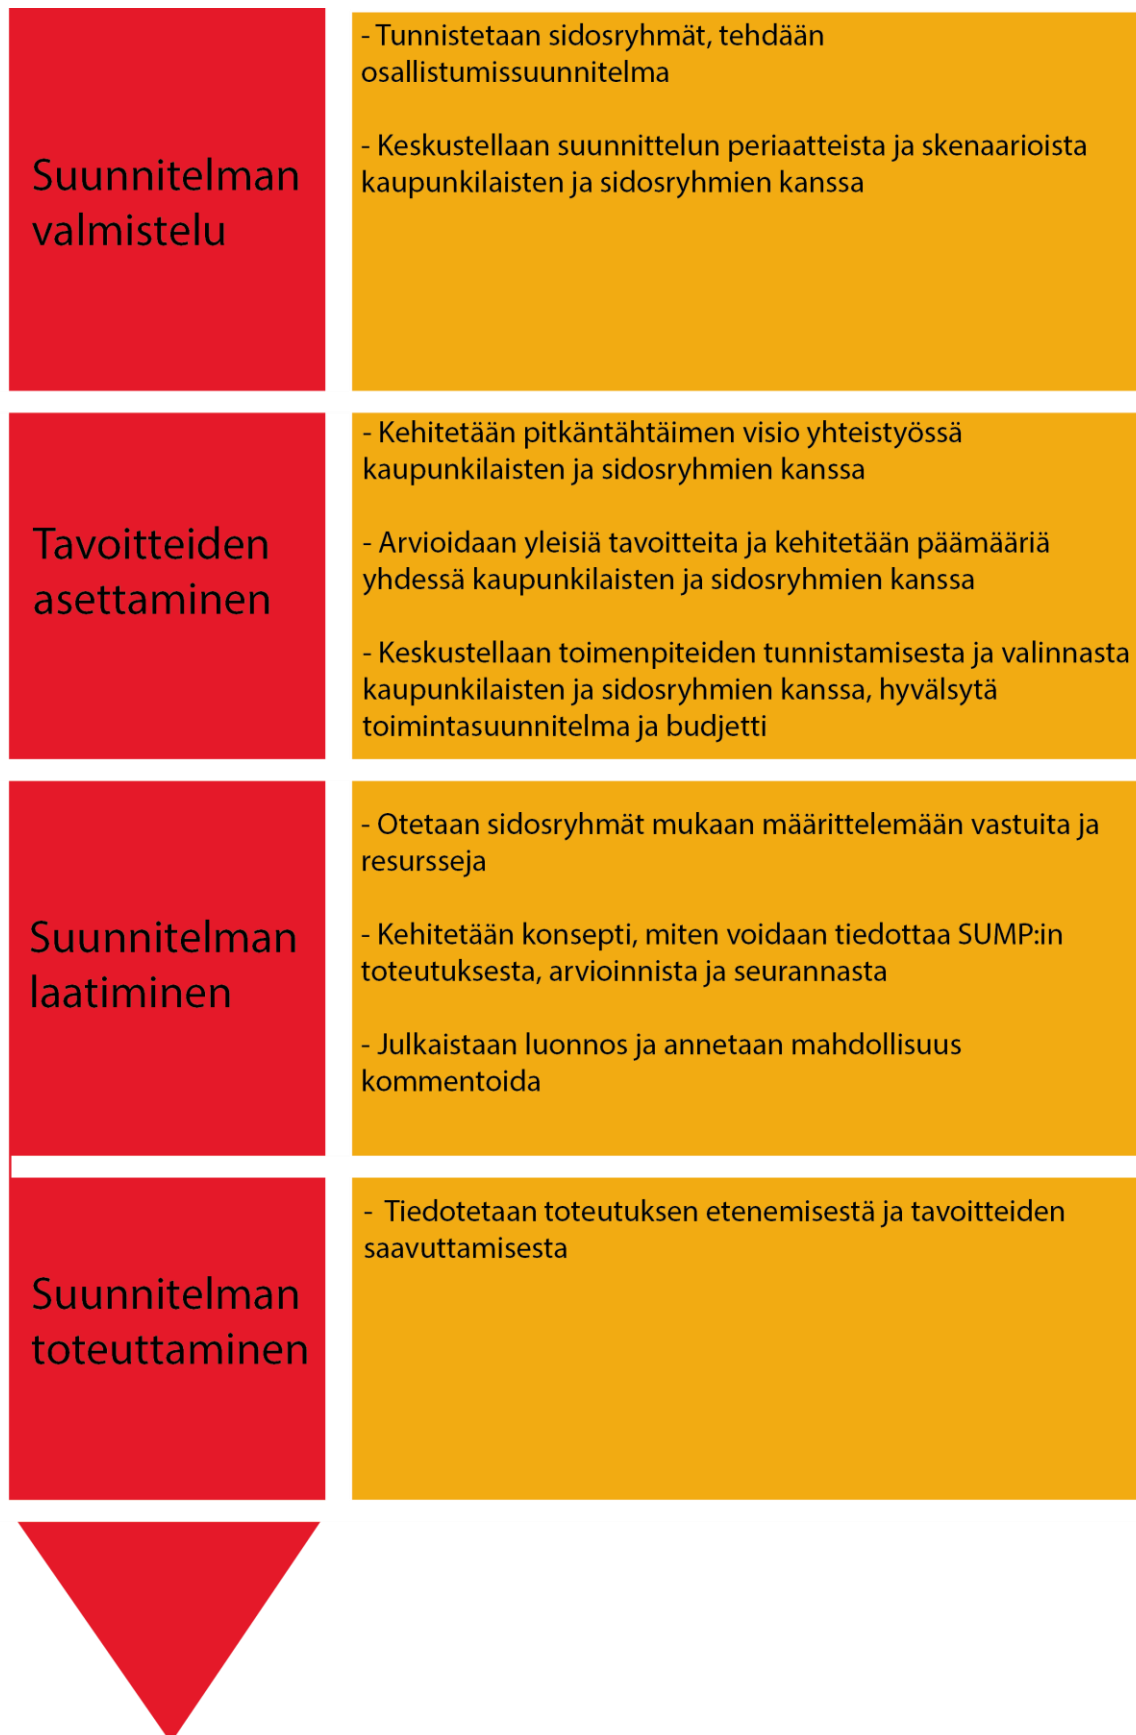 Suunnitelman
valmistelu
- Tunnistetaan sidosryhmät, tehdään
osallistumissuunnitelma
- Keskustellaan suunnittelun periaatteista ja skenaarioista
kaupunkilaisten ja sidosryhmien kanssa
Tavoitteiden
asettaminen
- Kehitetään pitkäntähtäimen visio yhteistyössä
kaupunkilaisten ja sidosryhmien kanssa
- Arvioidaan yleisiä tavoitteita ja kehitetään päämääriä
yhdessä kaupunkilaisten ja sidosryhmien kanssa
- Keskustellaan toimenpiteiden tunnistamisesta ja valinnasta
kaupunkilaisten ja sidosryhmien kanssa, hyvälsytä
toimintasuunnitelma ja budjetti
Suunnitelman
laatiminen
- Otetaan sidosryhmät mukaan määrittelemään vastuita ja
resursseja
- Kehitetään konsepti, miten voidaan tiedottaa SUMP:in
toteutuksesta, arvioinnista ja seurannasta
- Julkaistaan luonnos ja annetaan mahdollisuus
kommentoida
Suunnitelman
toteuttaminen
- Tiedotetaan toteutuksen etenemisestä ja tavoitteiden
saavuttamisesta